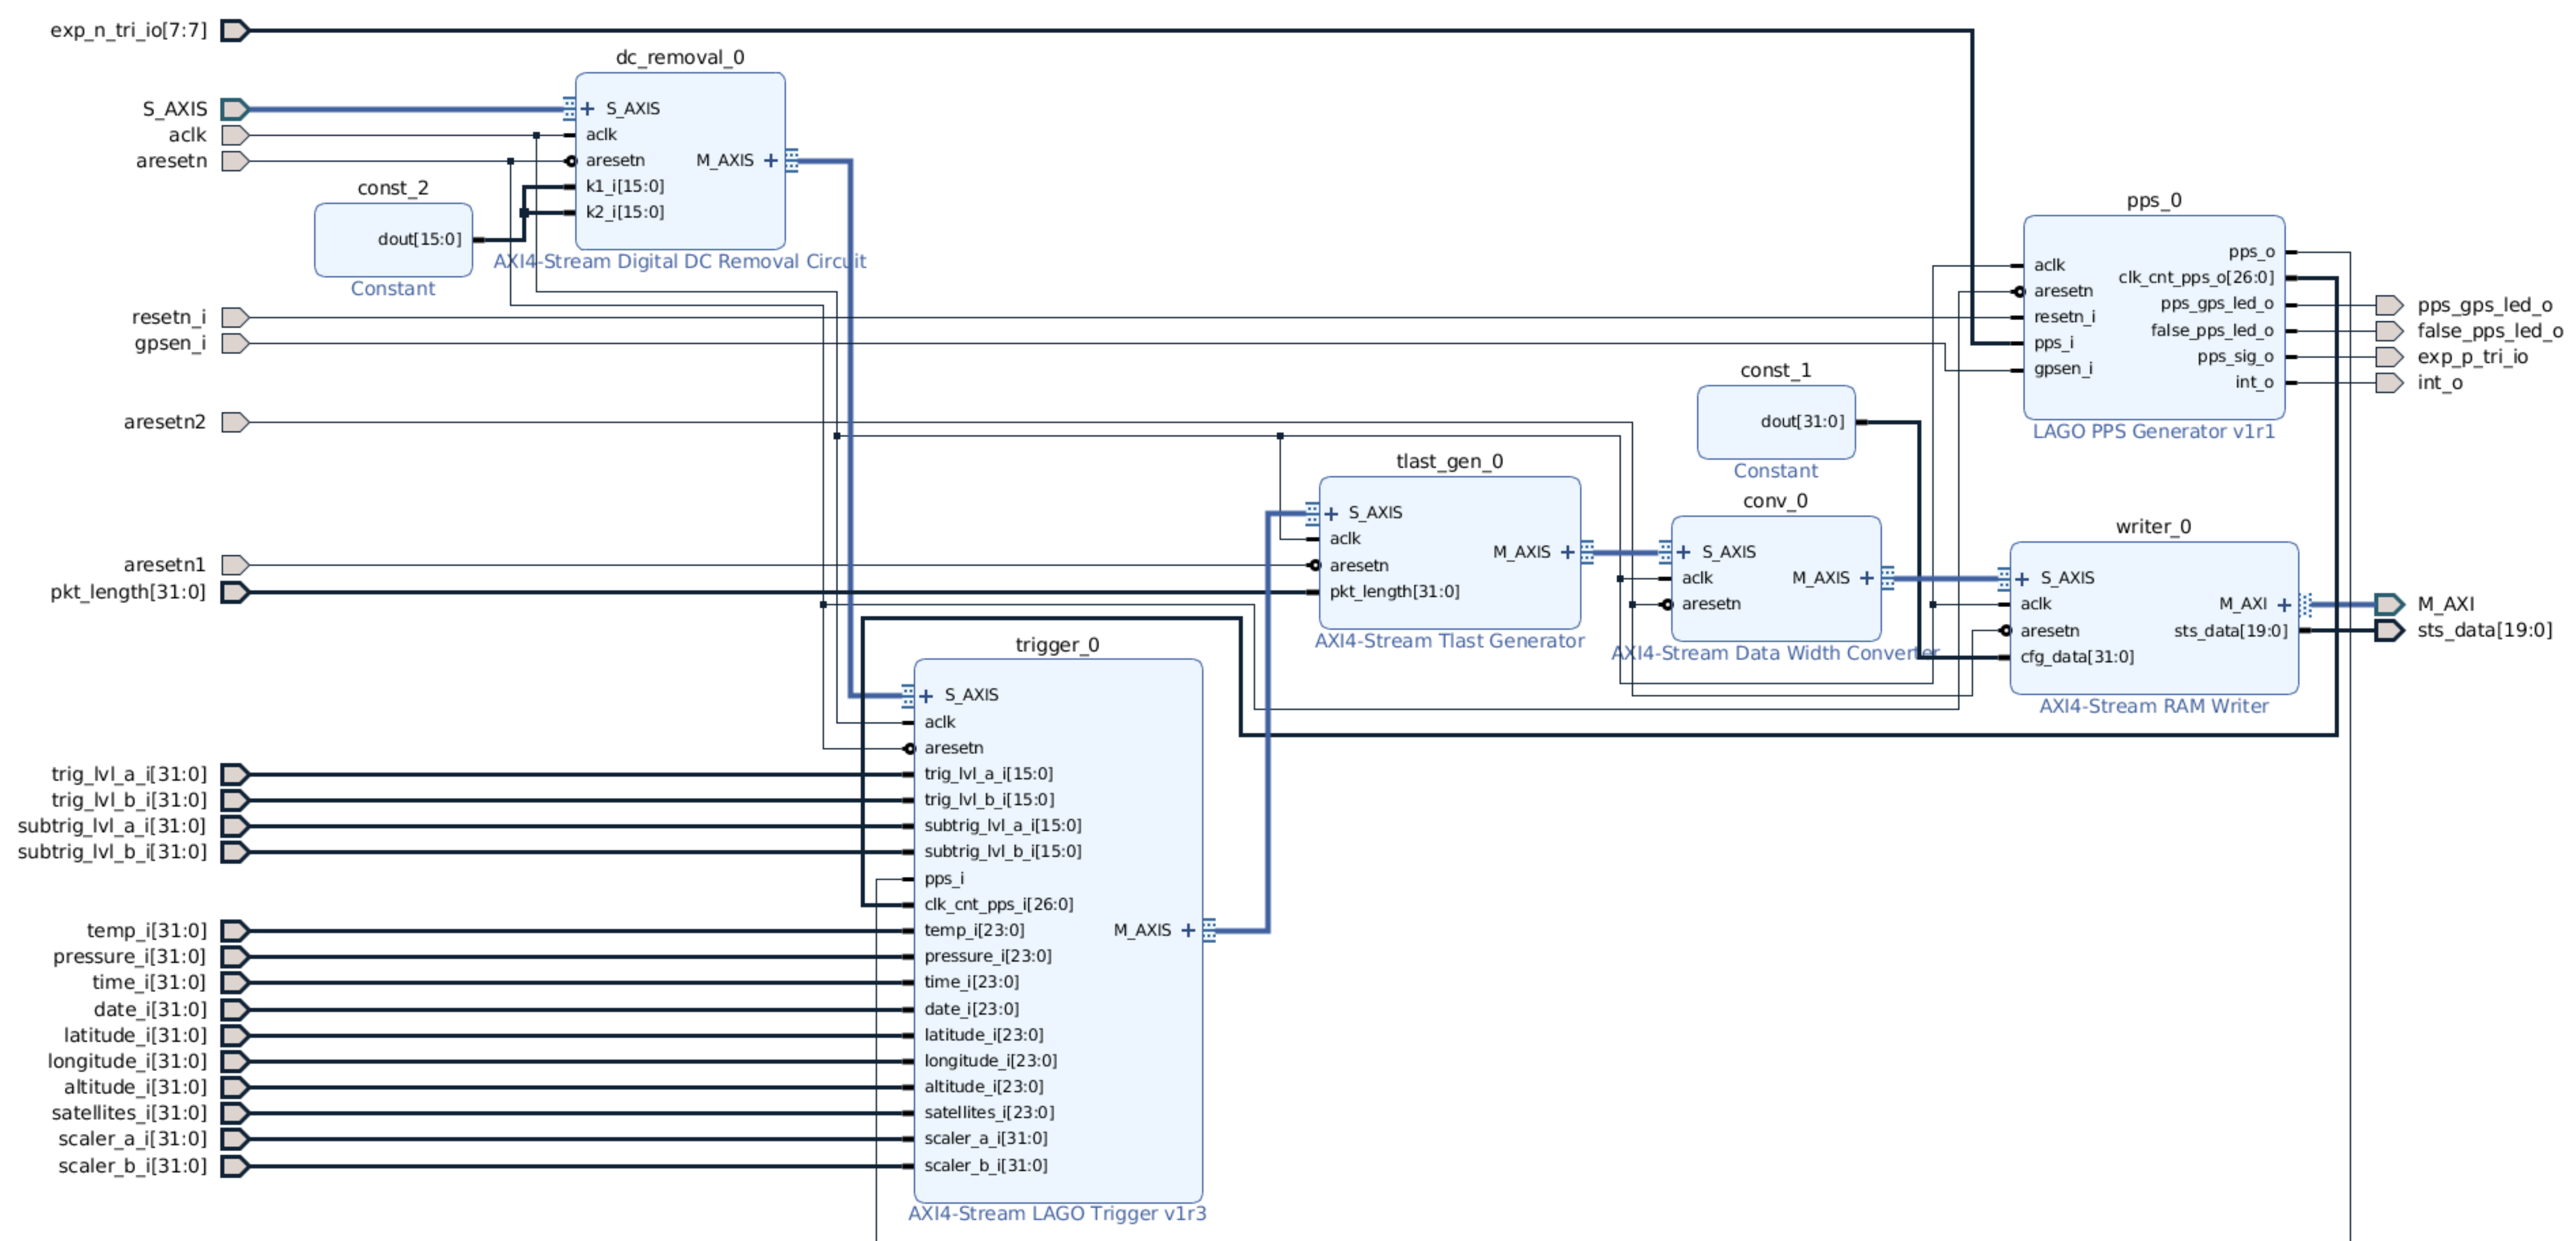 exp_n_tri_io[7:7]
S_AXIS
aclk
aresetn
resetn_i
gpsen_i
aresetn2
aresetn1
pkt_length[31:0]
trig_lvl_a_i[31:0]
trig_lvl_b_i[31:0]
subtrig_lvl_a_i[31:0]
subtrig_lvl_b_i[31:0]
temp_i[31:0]
pressure_i[31:0]
time_i[31:0]
date_i[31:0]
latitude_i[31:0]
longitude_i[31:0]
altitude_i[31:0]
satellites_i[31:0]
scaler_a_i[31:0]
scaler_b_i[31:0]
const_2
dout[15:0]
Constant
dc_removal_0
S_AXIS
aclk
aresetn
k1_i[15:0]
k2_i[15:0]
M_AXIS
AXI4-Stream Digital DC Removal Circuit
trigger_0
S_AXIS
aclk
aresetn
trig_lvl_a_i[15:0]
trig_lvl_b_i[15:0]
subtrig_lvl_a_i[15:0]
subtrig_lvl_b_i[15:0]
pps_i
clk_cnt_pps_i[26:0]
temp_i[23:0]
pressure_i[23:0]
time_i[23:0]
date_i[23:0]
latitude_i[23:0]
longitude_i[23:0]
altitude_i[23:0]
satellites_i[23:0]
scaler_a_i[31:0]
scaler_b_i[31:0]
M_AXIS
AXI4-Stream LAGO Trigger v1r3
tlast_gen_0
S_AXIS
aclk
aresetn
pkt_length[31:0]
M_AXIS
AXI4-Stream Tlast Generator
const_1
dout[31:0]
Constant
conv_0
S_AXIS
aclk
aresetn
M_AXIS
AXI4-Stream Data Width Converter
pps_0
aclk
aresetn
resetn_i
pps_i
gpsen_i
pps_o
clk_cnt_pps_o[26:0]
pps_gps_led_o
false_pps_led_o
pps_sig_o
int_o
LAGO PPS Generator v1r1
writer_0
S_AXIS
aclk
aresetn
cfg_data[31:0]
M_AXI
sts_data[19:0]
AXI4-Stream RAM Writer
pps_gps_led_o
false_pps_led_o
exp_p_tri_io
int_o
M_AXI
sts_data[19:0]